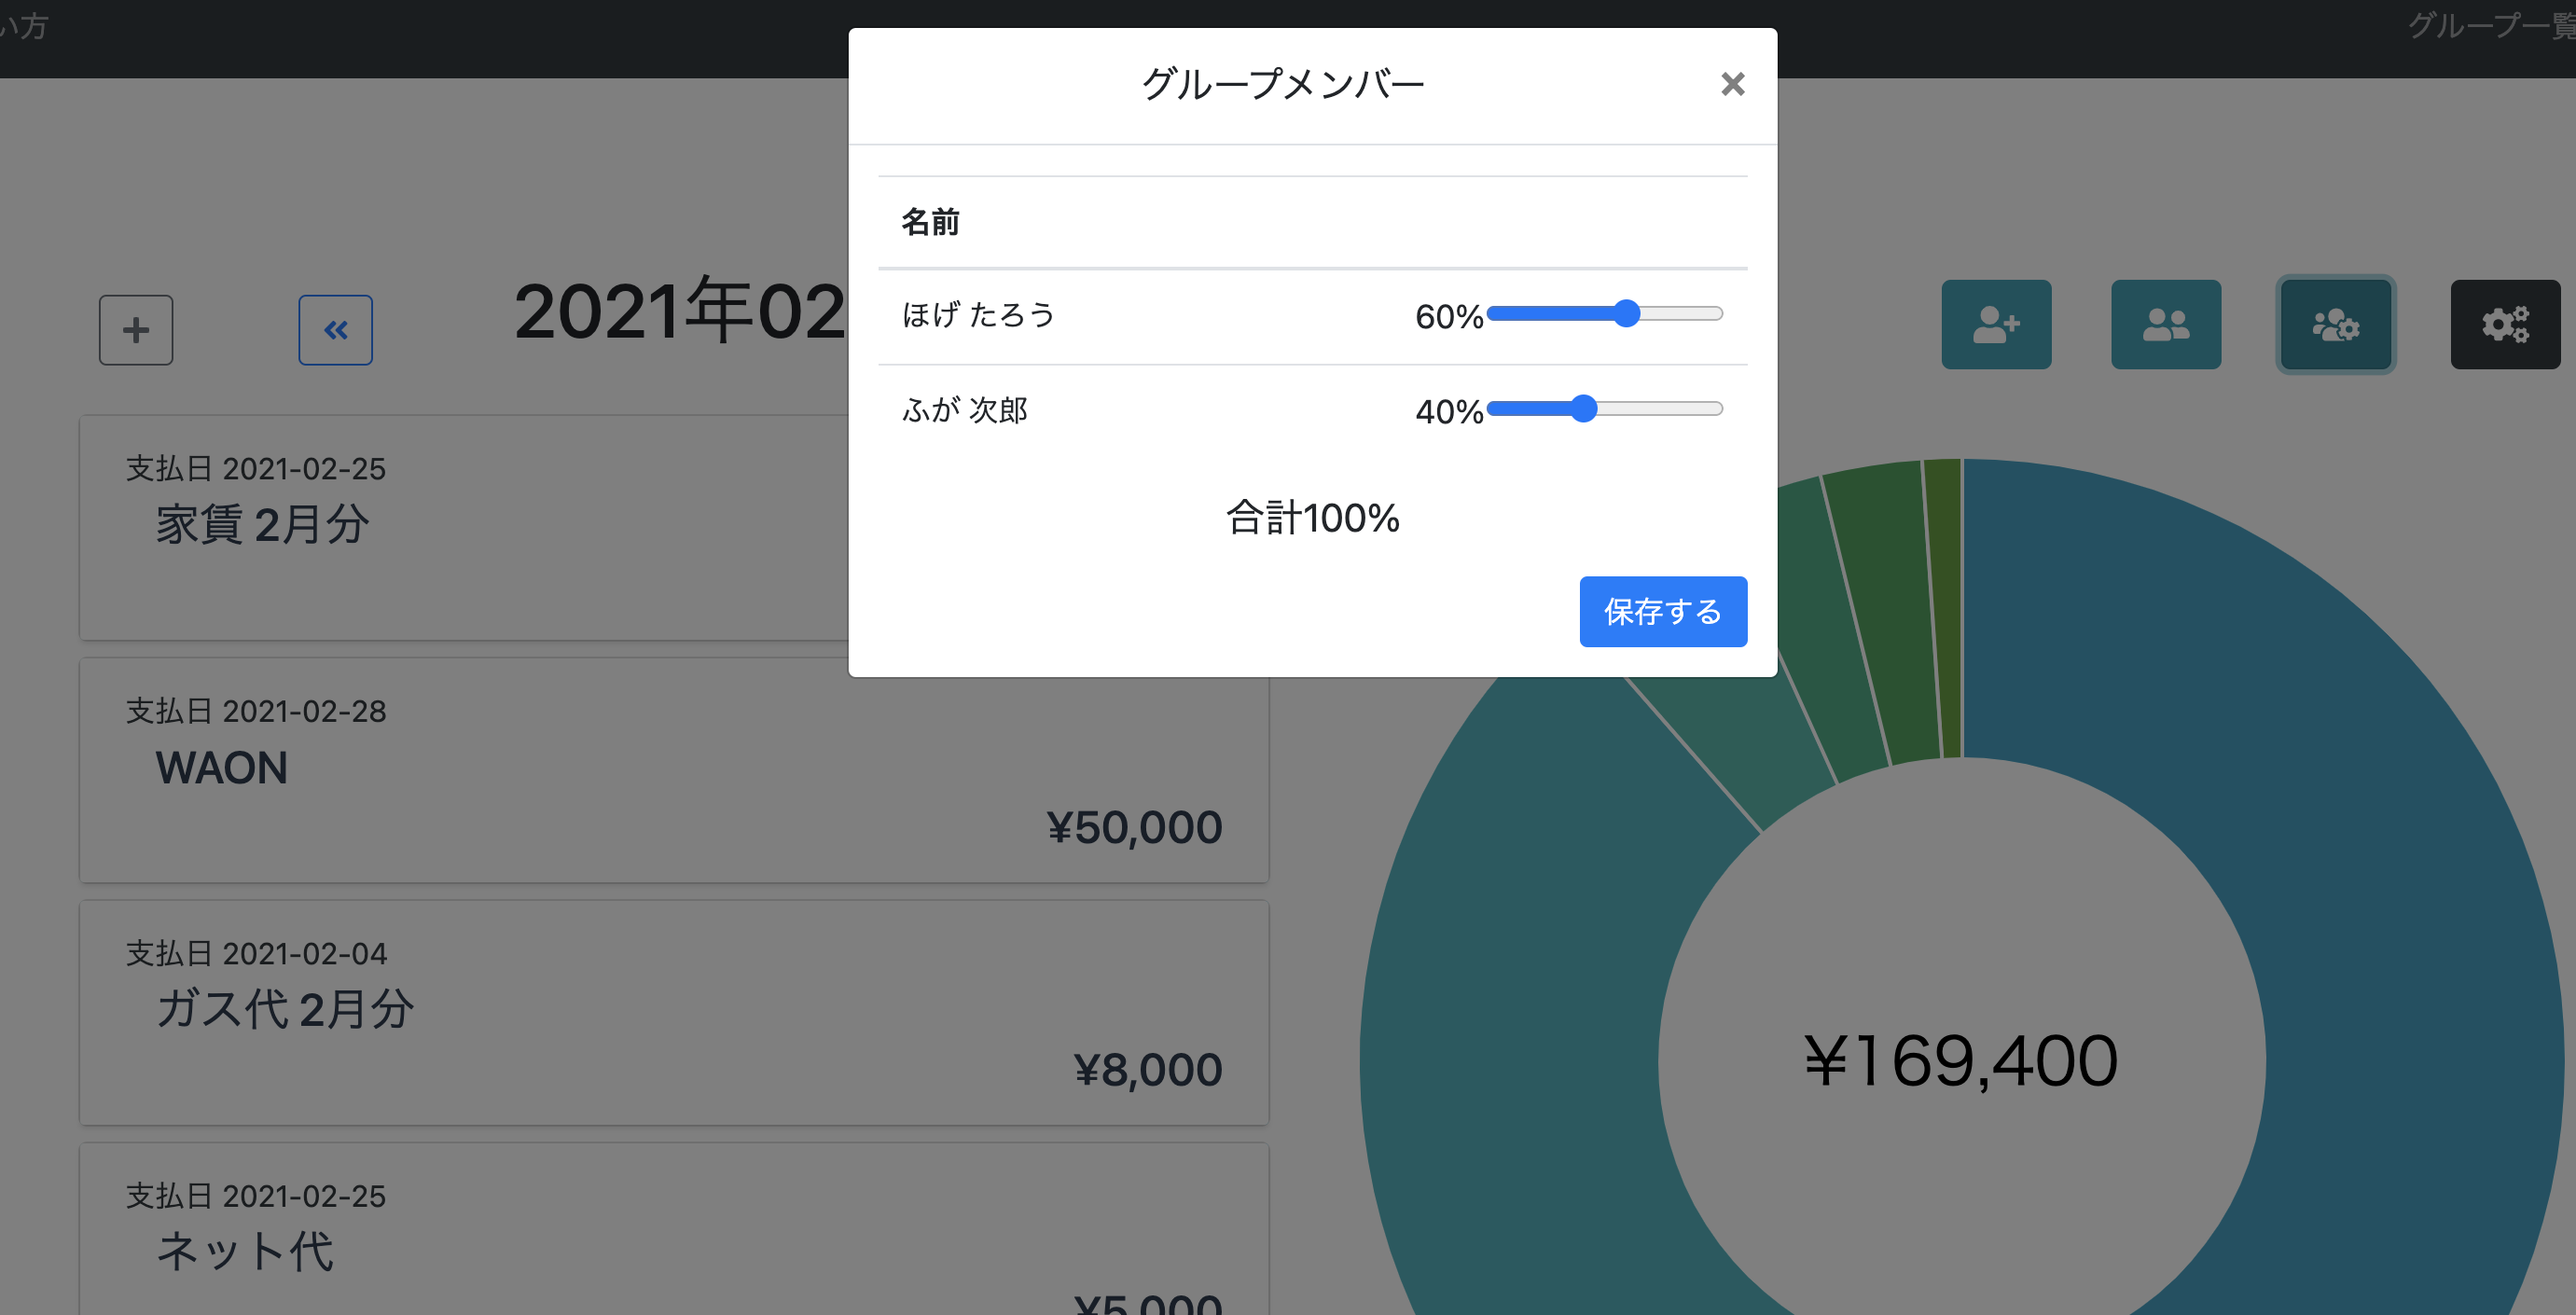 い方
グループ一覧
グループメンバー
×
名前
ほげ たろう 60%
ふが 次郎 40%
合計100%
保存する
2021年02
支払日 2021-02-25
家賃 2月分
支払日 2021-02-28
WAON
¥50,000
支払日 2021-02-04
ガス代 2月分
¥8,000
支払日 2021-02-25
ネット代
¥5,000
¥169,400